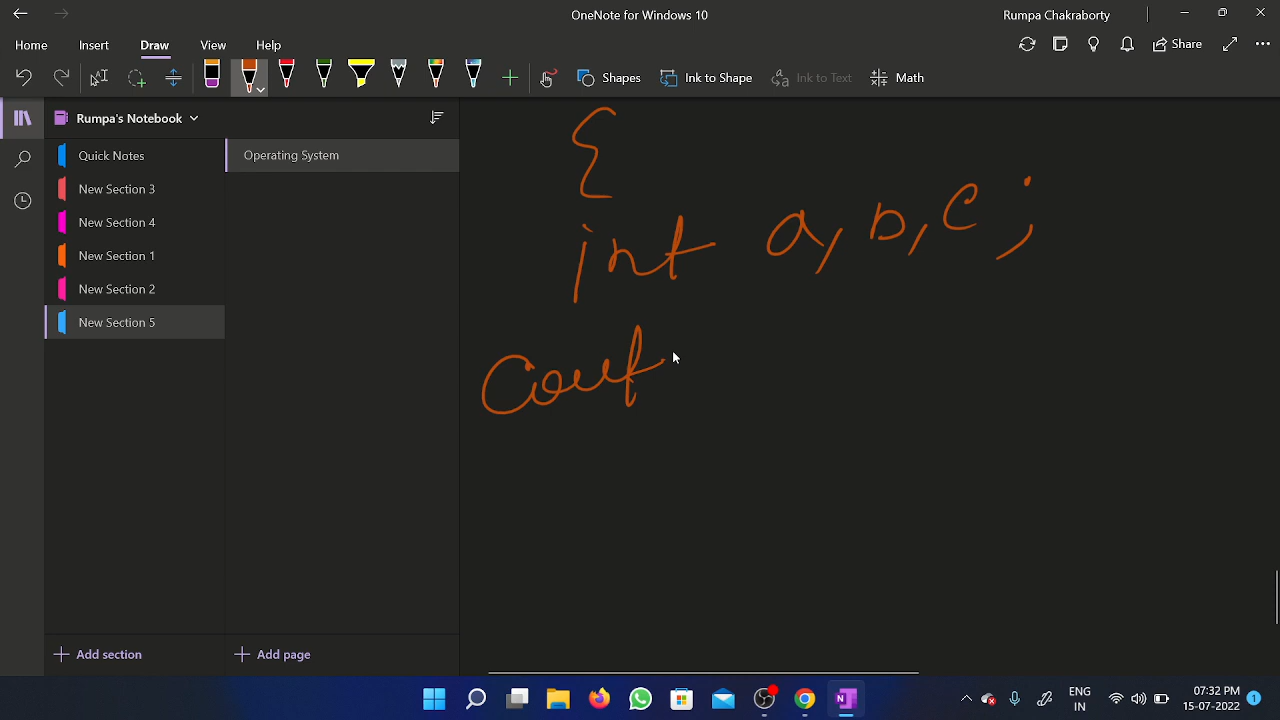 OneNote for Windows 10
Rumpa Chakraborty
Home Insert Draw View Help
Share
Shapes Ink to Shape Ink to Text Math
Rumpa's Notebook
Quick Notes
New Section 3
New Section 4
New Section 1
New Section 2
New Section 5
Operating System
{
int a, b, c ;
Cout
Add section
Add page
ENG
IN
07:32 PM
15-07-2022
1